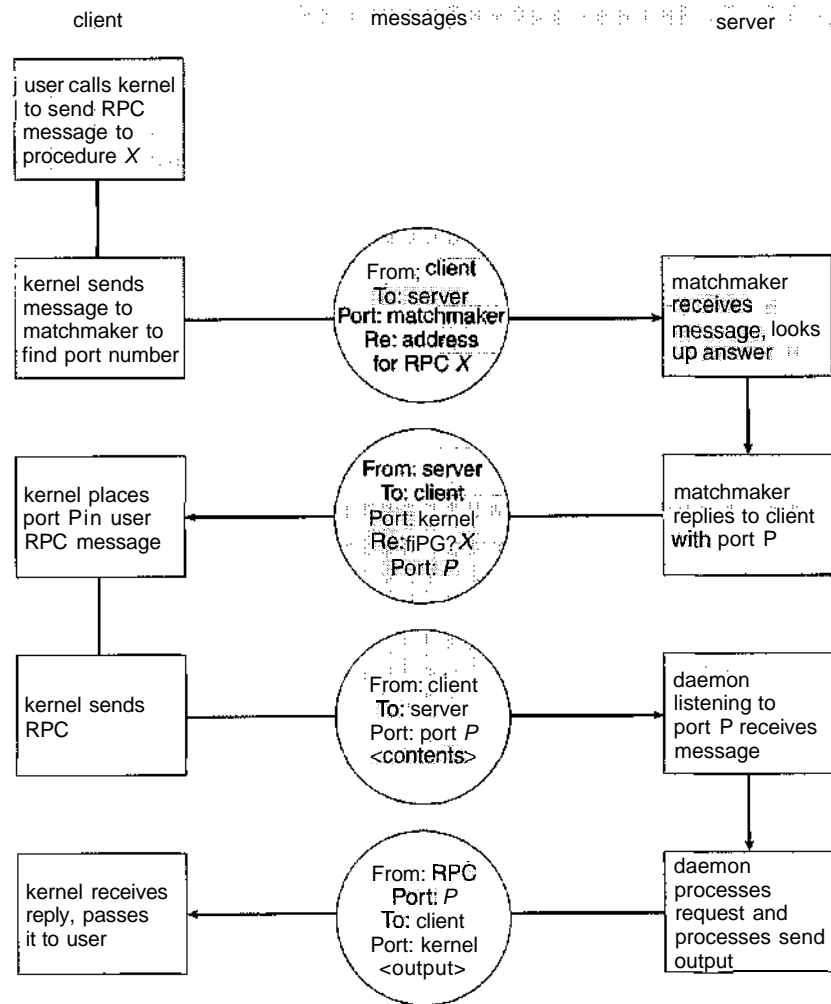 client
messages
server
user calls kernel
to send RPC
message to
procedure X
kernel sends
message to
matchmaker to
find port number
From; client
To: server
Port: matchmaker
Re: address
for RPC X
matchmaker
receives
message, looks
up answer
kernel places
port Pin user
RPC message
From: server
To: client
Port: kernel
Re: fiPG? X
Port: P
matchmaker
replies to client
with port P
kernel sends
RPC
From: client
To: server
Port: port P
<contents>
daemon
listening to
port P receives
message
kernel receives
reply, passes
it to user
From: RPC
Port: P
To: client
Port: kernel
<output>
daemon
processes
request and
processes send
output